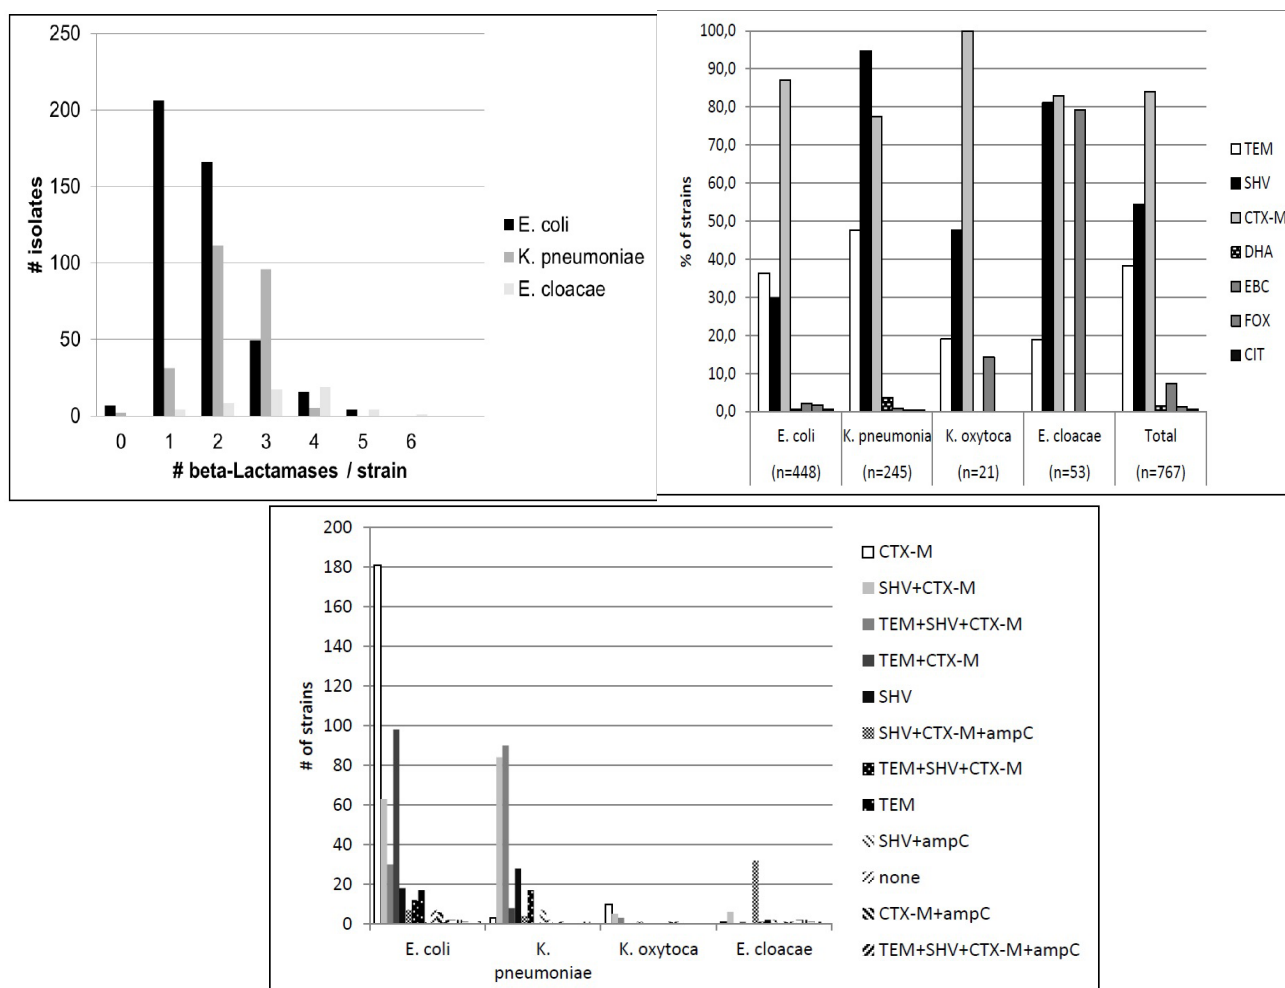 250
200
150
100
50
0
# isolates
0 1 2 3 4 5 6
# beta-Lactamases / strain
E. coli
K. pneumoniae
E. cloacae
100,0
90,0
80,0
70,0
60,0
50,0
40,0
30,0
20,0
10,0
0,0
% of strains
E. coli K. pneumonia K. oxytoca E. cloacae Total
(n=448) (n=245) (n=21) (n=53) (n=767)
TEM
SHV
CTX-M
DHA
EBC
FOX
CIT
200
180
160
140
120
100
80
60
40
20
0
# of strains
E. coli K. K. oxytoca E. cloacae
pneumoniae
CTX-M
SHV+CTX-M
TEM+SHV+CTX-M
TEM+CTX-M
SHV
SHV+CTX-M+ampC
TEM+SHV+CTX-M
TEM
SHV+ampC
none
CTX-M+ampC
TEM+SHV+CTX-M+ampC